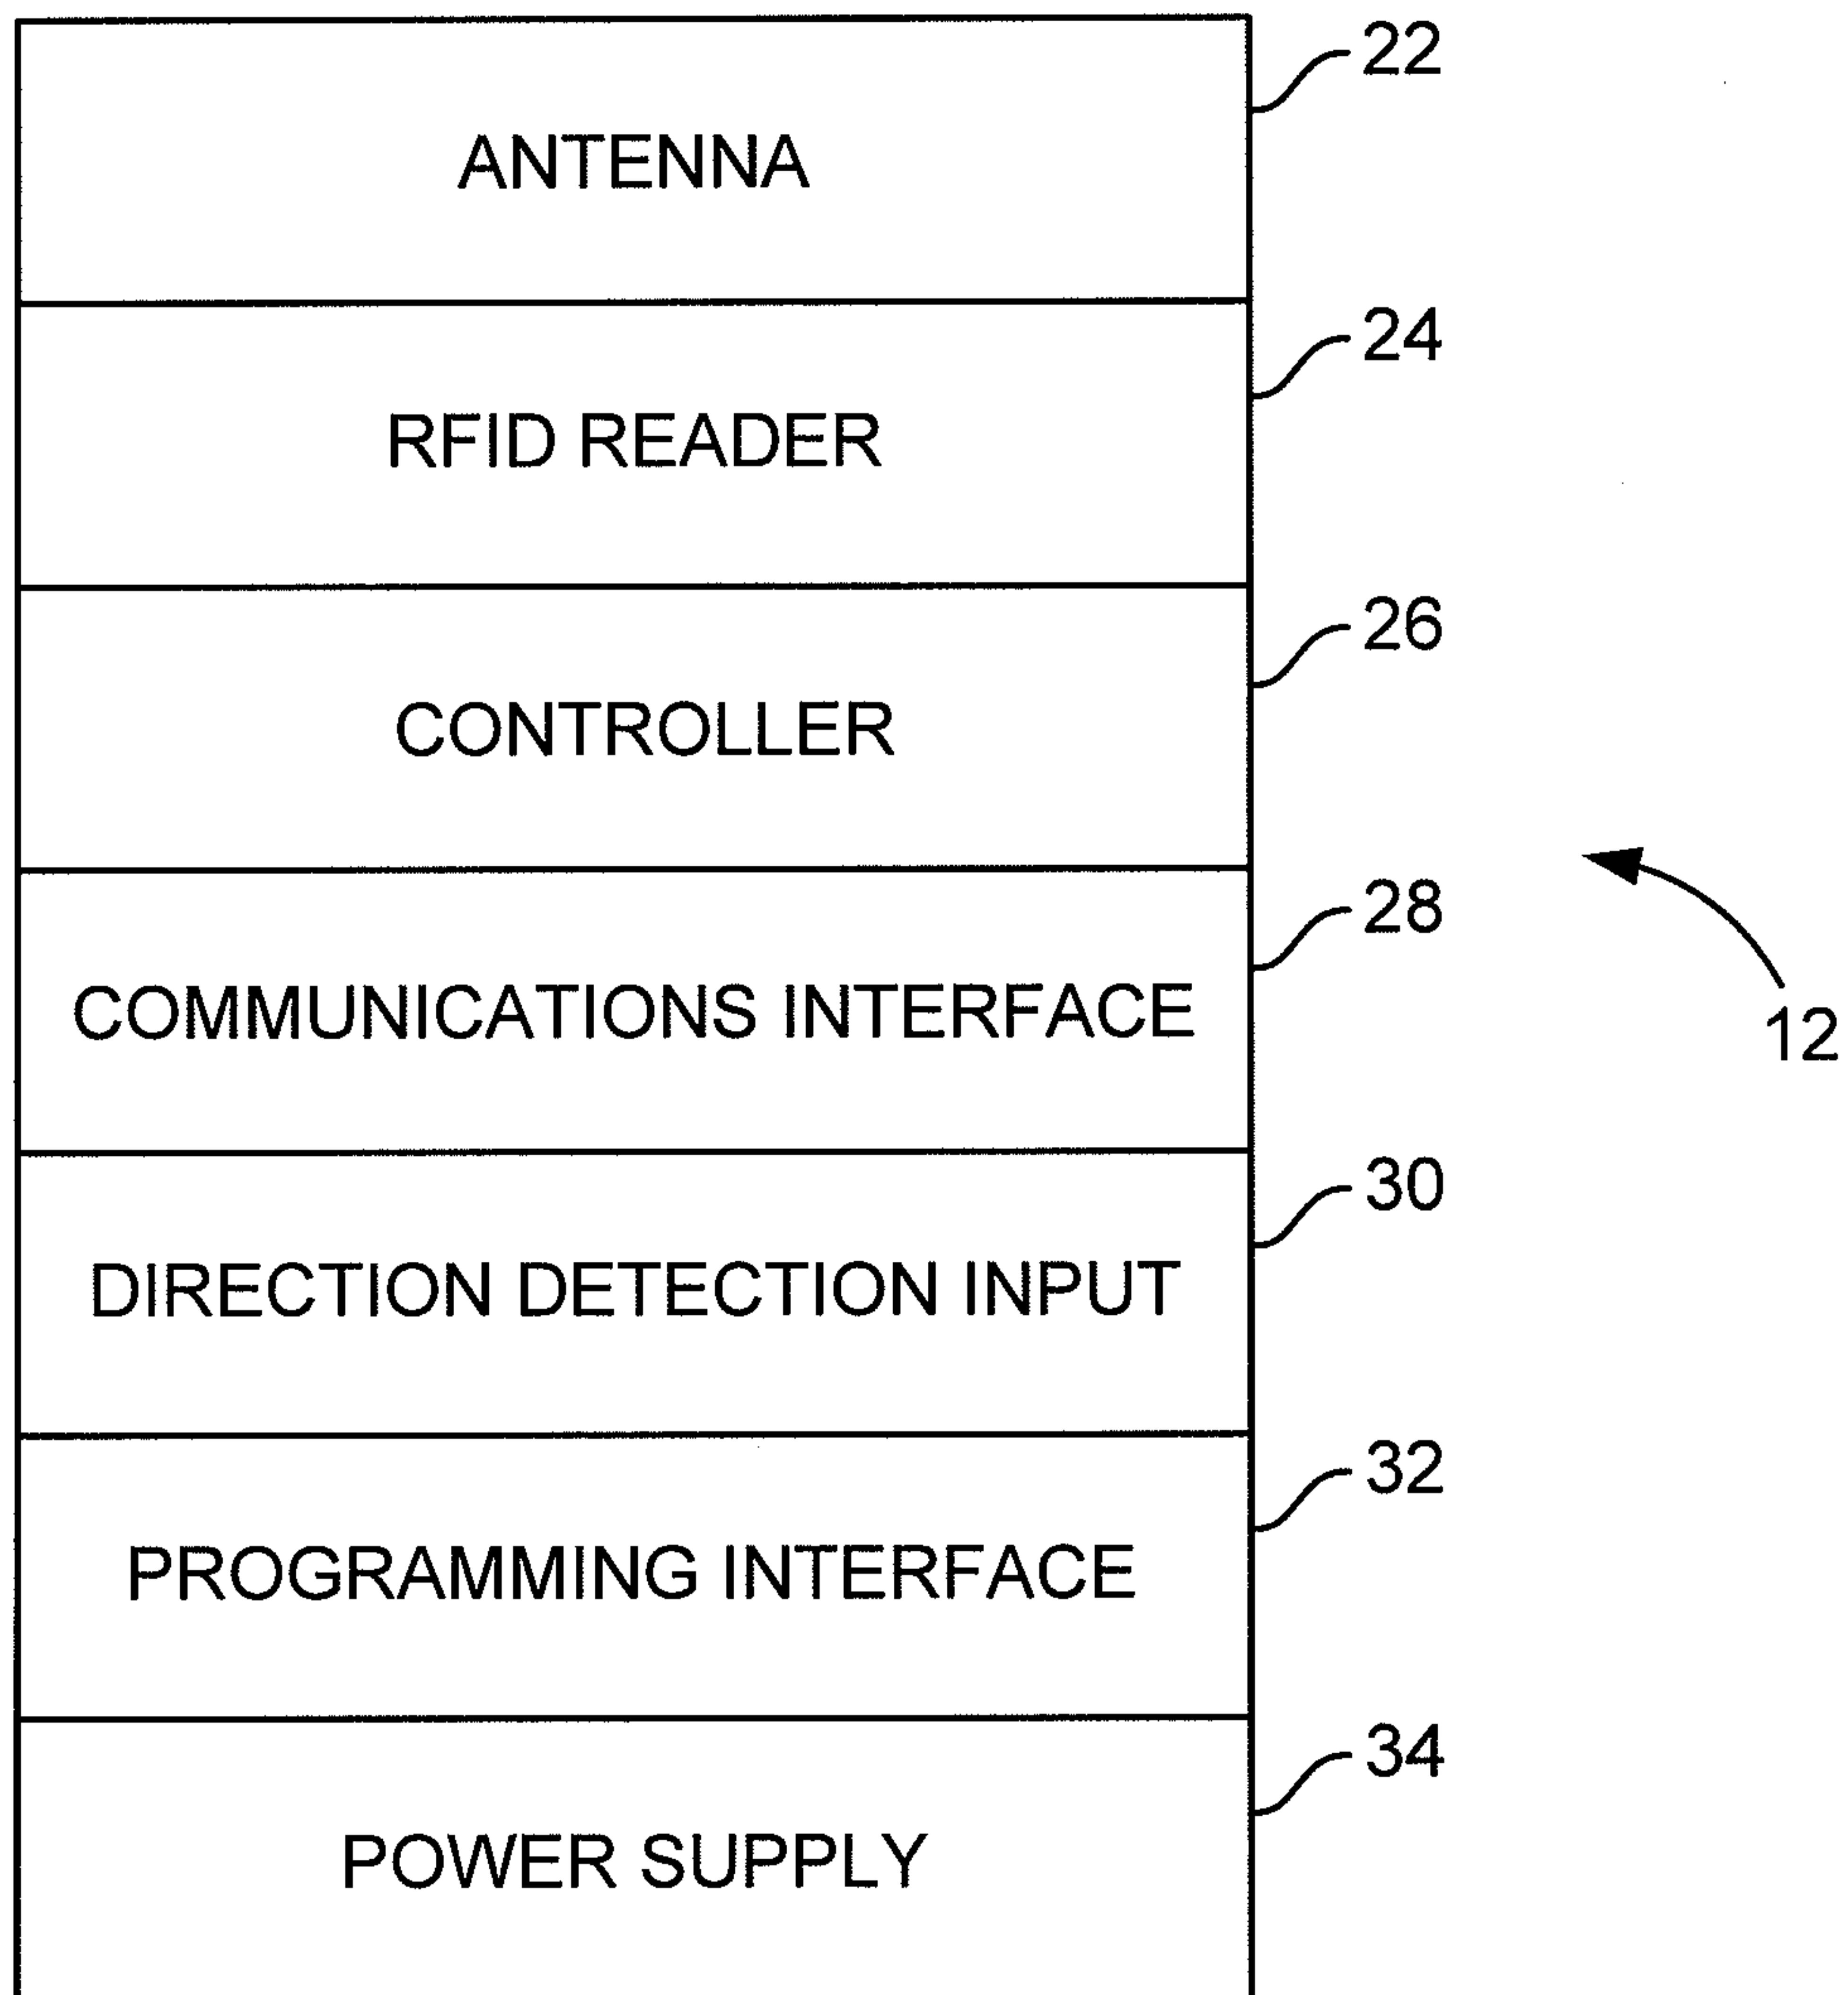 22
ANTENNA
24
RFID READER
26
CONTROLLER
28
COMMUNICATIONS INTERFACE
12
30
DIRECTION DETECTION INPUT
32
PROGRAMMING INTERFACE
34
POWER SUPPLY